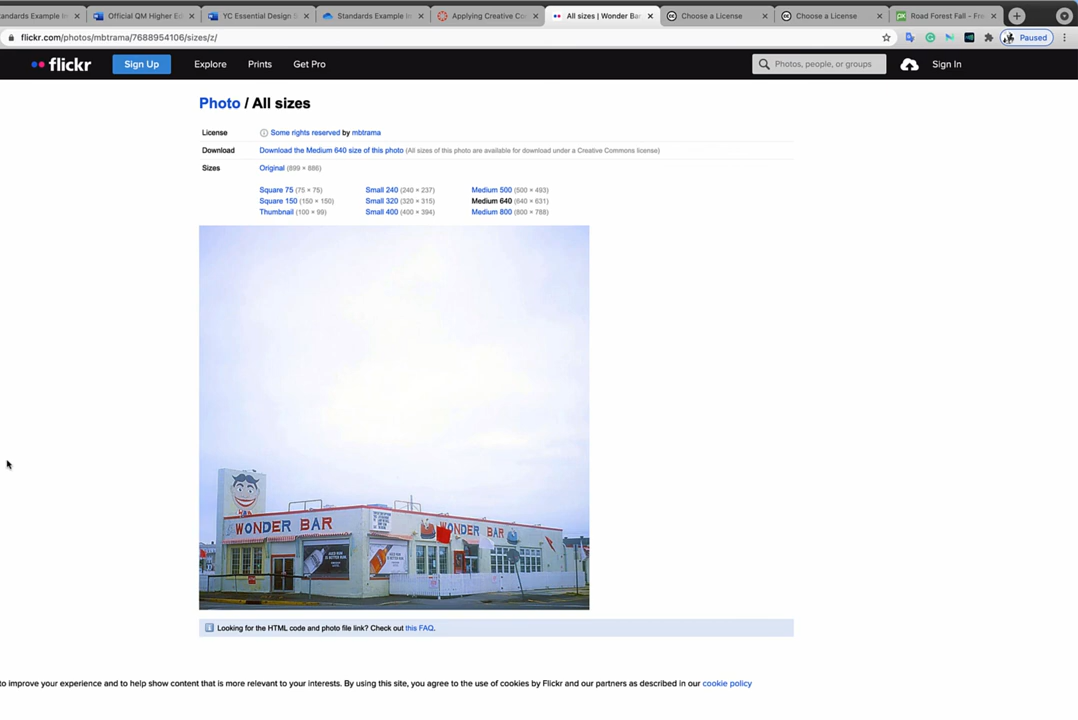 tandards Example In
Official QM Higher Ed
YC Essential Design S
Standards Example In
Applying Creative Co
All sizes | Wonder Bar
Choose a License
Choose a License
Road Forest Fall - Fre
flickr.com/photos/mbtrama/7688954106/sizes/z/
Paused
flickr
Sign Up
Explore
Prints
Get Pro
Photos, people, or groups
Sign In
Photo / All sizes
License Some rights reserved by mbtrama
Download Download the Medium 640 size of this photo (All sizes of this photo are available for download under a Creative Commons license)
Sizes Original (899 × 886)
Square 75 (75 × 75) Small 240 (240 × 237) Medium 500 (500 × 493)
Square 150 (150 × 150) Small 320 (320 × 315) Medium 640 (640 × 631)
Thumbnail (100 × 99) Small 400 (400 × 394) Medium 800 (800 × 788)
WONDER BAR
WONDER BAR
Looking for the HTML code and photo file link? Check out this FAQ.
to improve your experience and to help show content that is more relevant to your interests. By using this site, you agree to the use of cookies by Flickr and our partners as described in our cookie policy